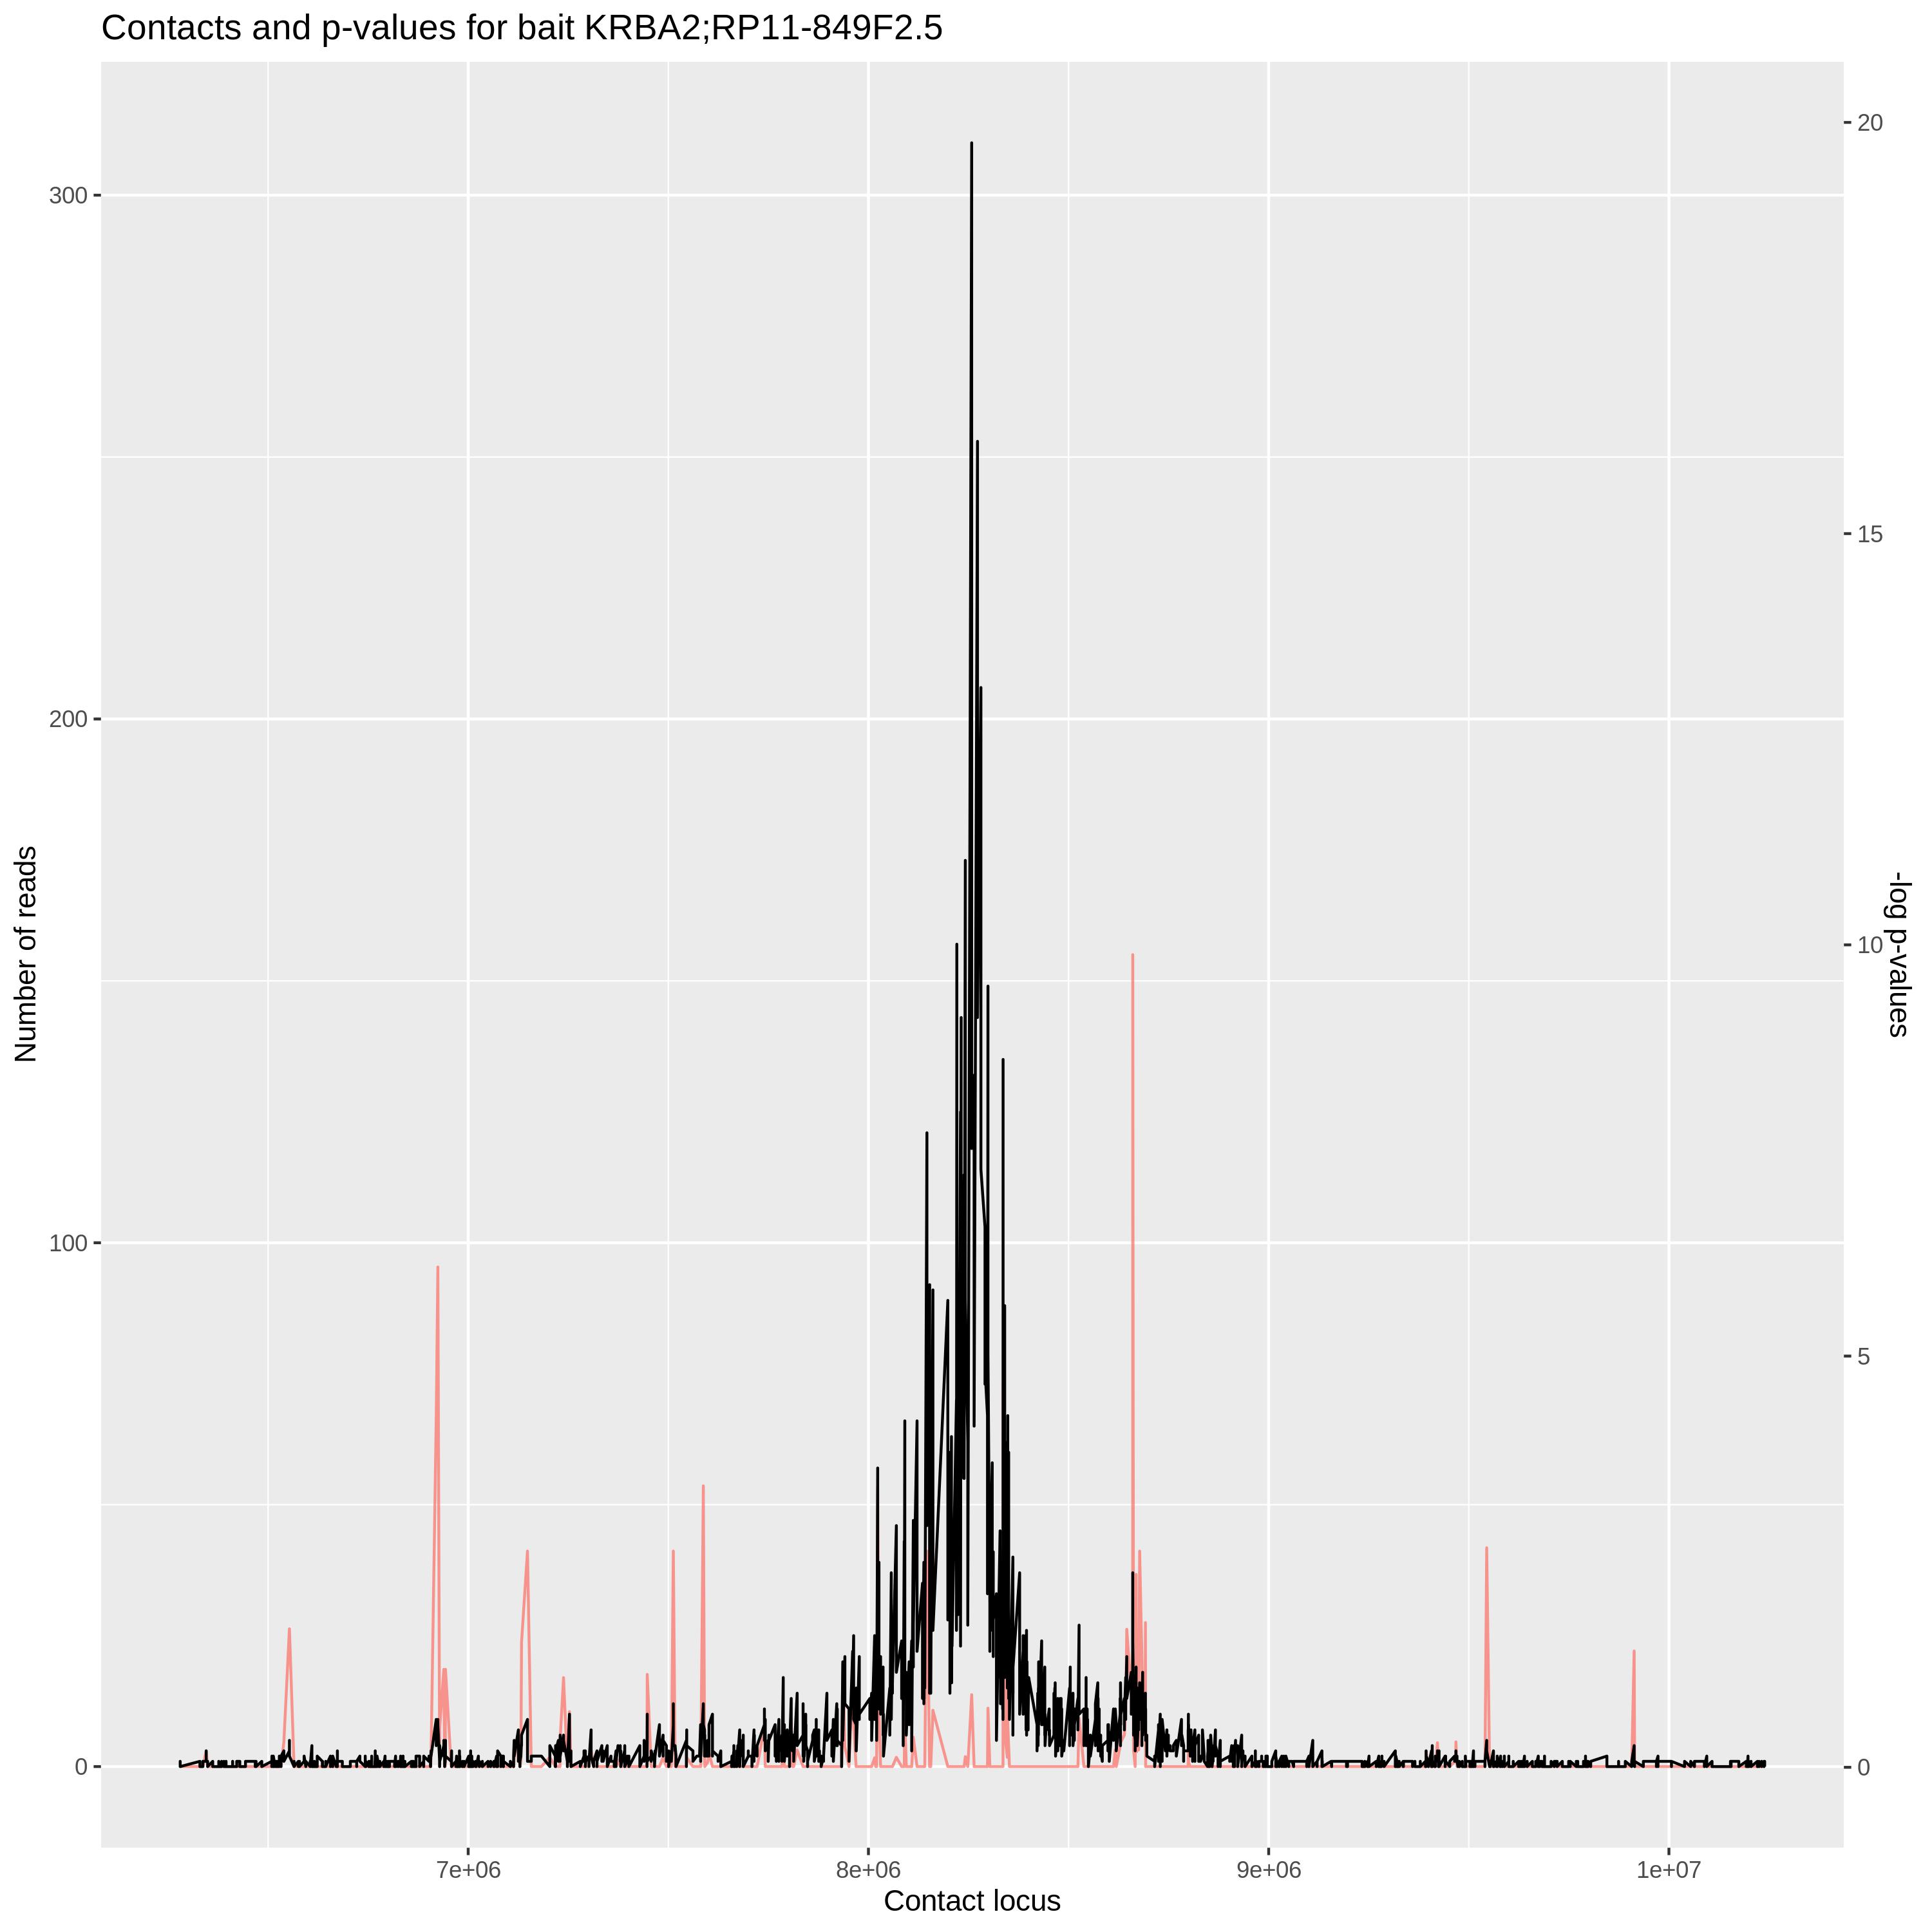 Contacts and p-values for bait KRBA2;RP11-849F2.5
300
200
100
0
Number of reads
20
15
10
5
0
-log p-values
7e+06 8e+06 9e+06 1e+07
Contact locus